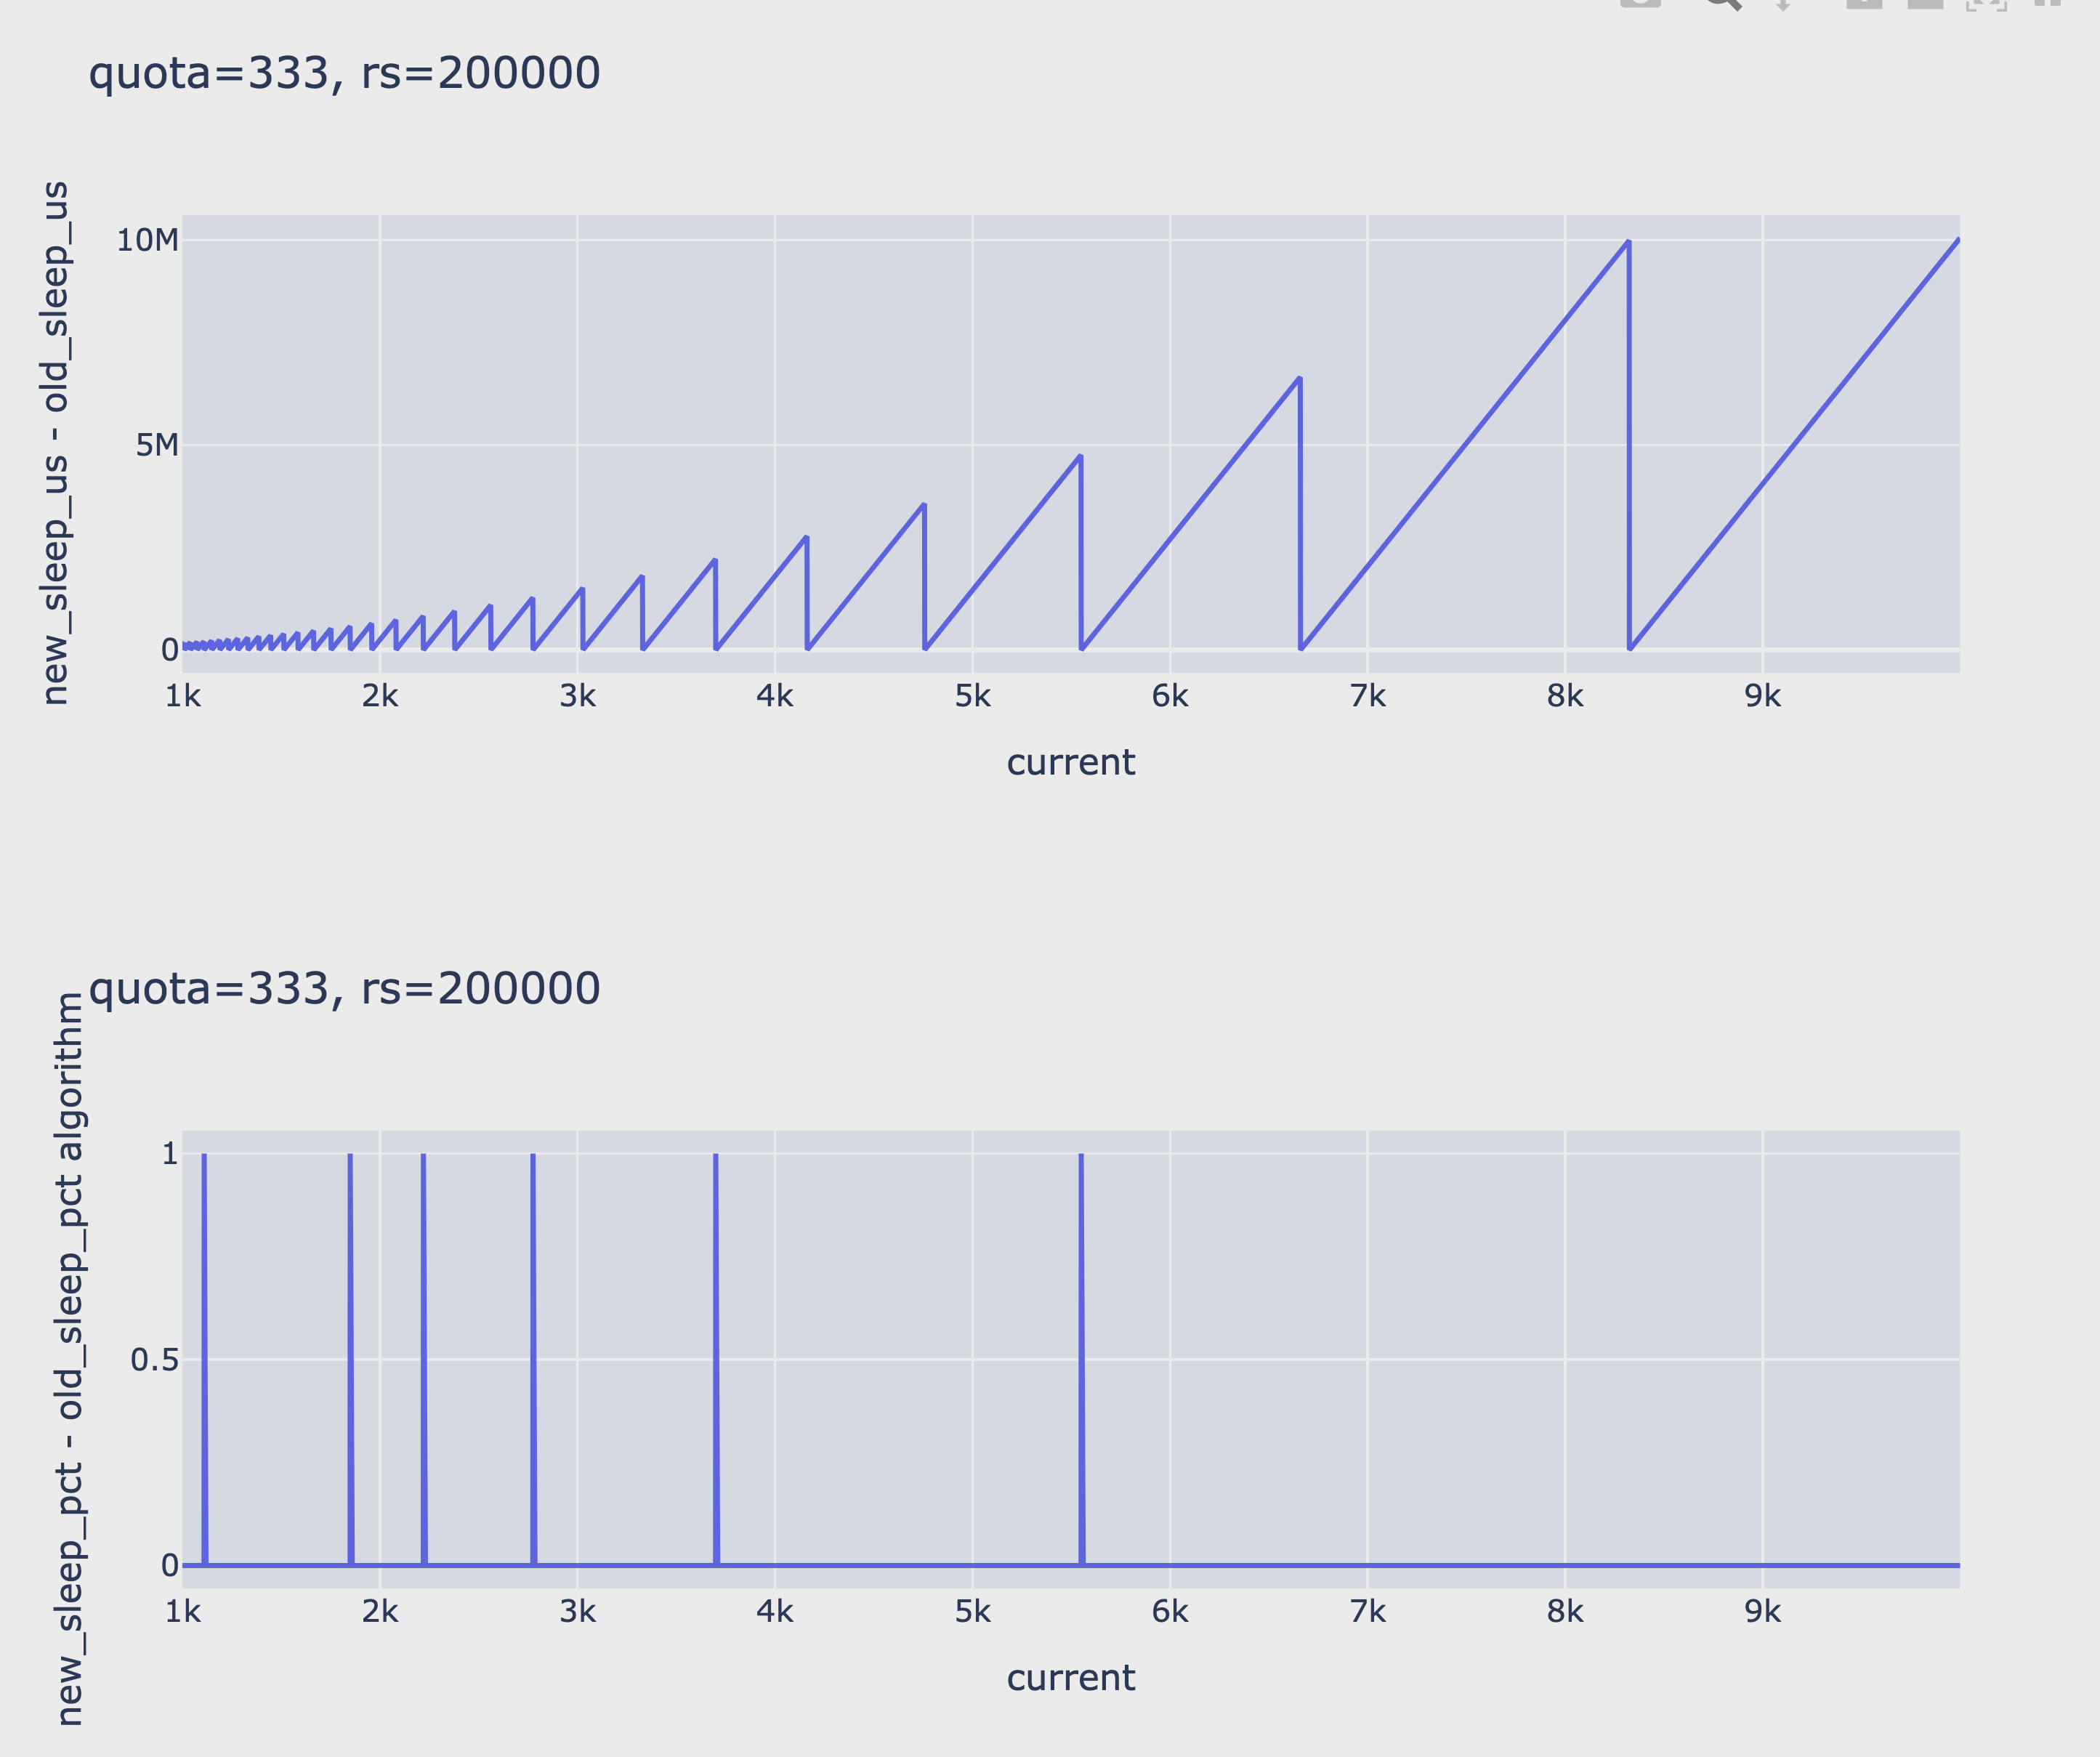 quota=333, rs=200000
new_sleep_us - old_sleep_us
10M
5M
0
1k 2k 3k 4k 5k 6k 7k 8k 9k
current
quota=333, rs=200000
new_sleep_pct - old_sleep_pct algorithm
1
0.5
0
1k 2k 3k 4k 5k 6k 7k 8k 9k
current